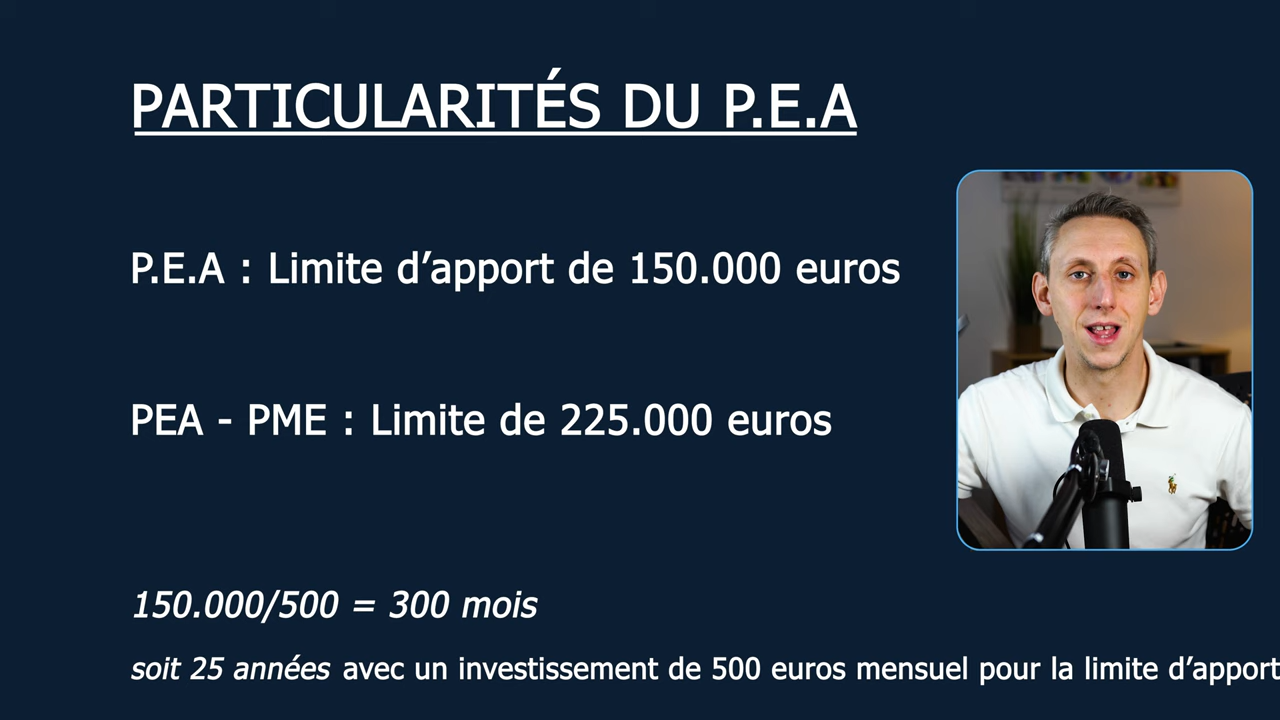 PARTICULARITÉS DU P.E.A
P.E.A : Limite d’apport de 150.000 euros
PEA - PME : Limite de 225.000 euros
150.000/500 = 300 mois
soit 25 années avec un investissement de 500 euros mensuel pour la limite d’apport